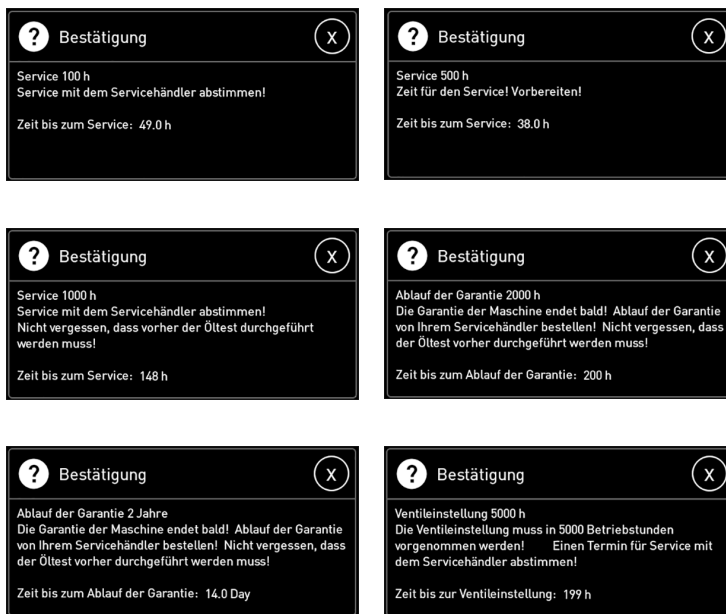 ? Bestätigung X
Service 100 h
Service mit dem Servicehändler abstimmen!
Zeit bis zum Service: 49.0 h
? Bestätigung X
Service 500 h
Zeit für den Service! Vorbereiten!
Zeit bis zum Service: 38.0 h
? Bestätigung X
Service 1000 h
Service mit dem Servicehändler abstimmen!
Nicht vergessen, dass vorher der Öltest durchgeführt
werden muss!
Zeit bis zum Service: 148 h
? Bestätigung X
Ablauf der Garantie 2000 h
Die Garantie der Maschine endet bald! Ablauf der Garantie
von Ihrem Servicehändler bestellen! Nicht vergessen, dass
der Öltest vorher durchgeführt werden muss!
Zeit bis zum Ablauf der Garantie: 200 h
? Bestätigung X
Ablauf der Garantie 2 Jahre
Die Garantie der Maschine endet bald! Ablauf der Garantie
von Ihrem Servicehändler bestellen! Nicht vergessen, dass
der Öltest vorher durchgeführt werden muss!
Zeit bis zum Ablauf der Garantie: 14.0 Day
? Bestätigung X
Ventileinstellung 5000 h
Die Ventileinstellung muss in 5000 Betriebstunden
vorgenommen werden! Einen Termin für Service mit
dem Servicehändler abstimmen!
Zeit bis zur Ventileinstellung: 199 h